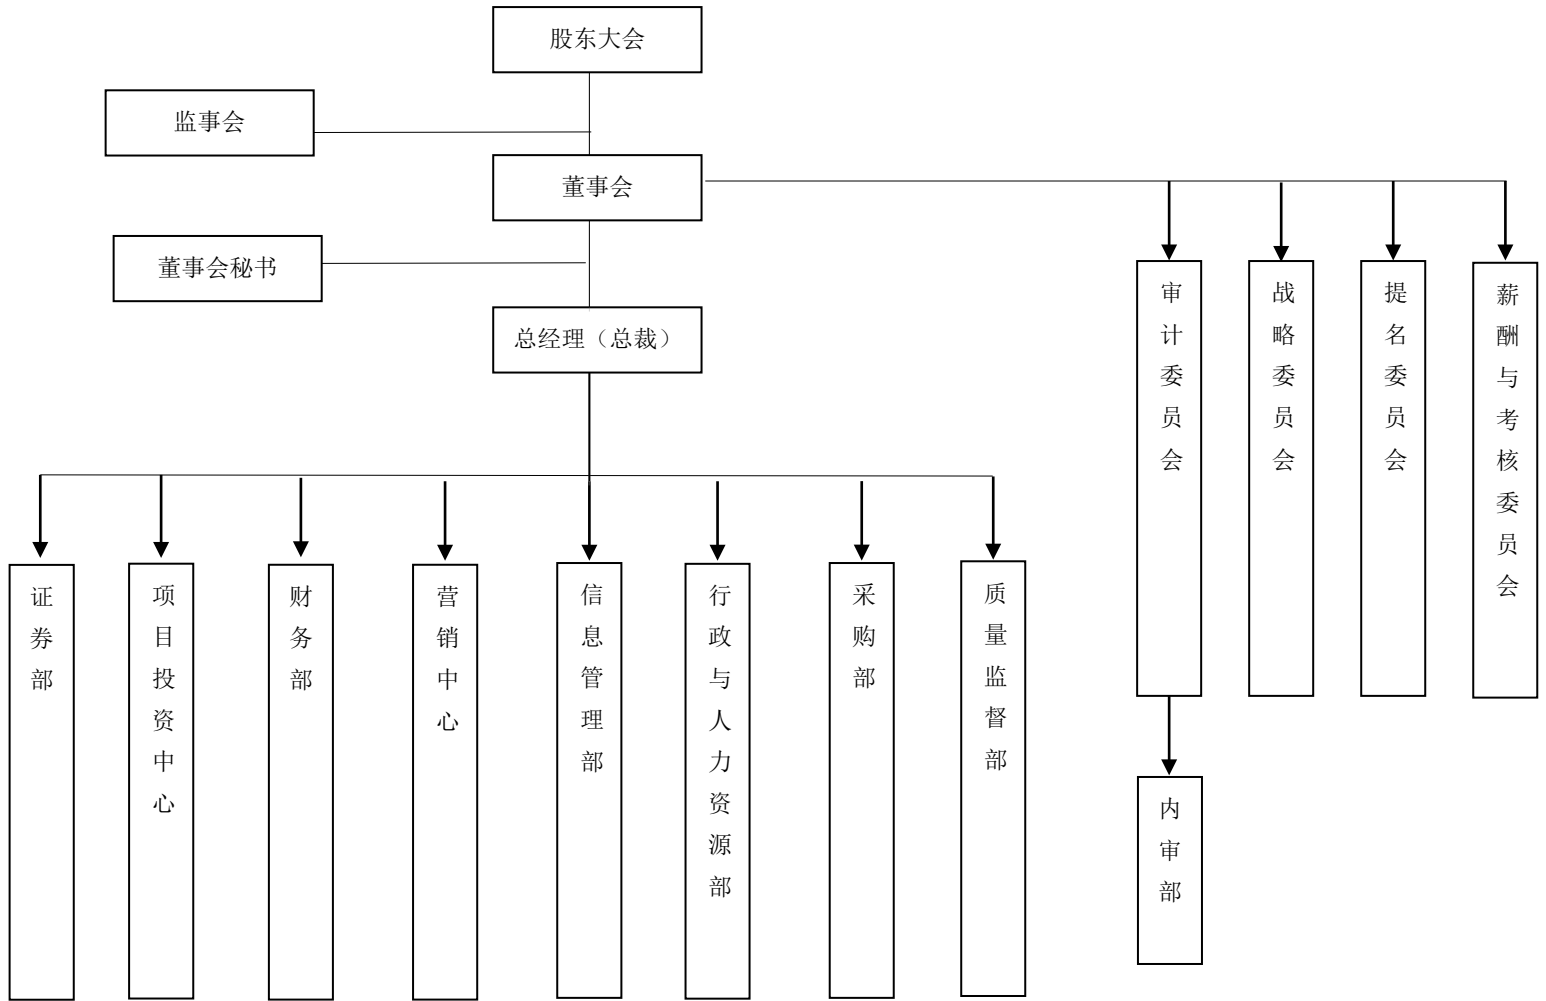 股东大会
监事会
董事会
董事会秘书
总经理（总裁）
审计委员会
战略委员会
提名委员会
薪酬与考核委员会
证券部
项目投资中心
财务部
营销中心
信息管理部
行政与人力资源部
采购部
质量监督部
内审部